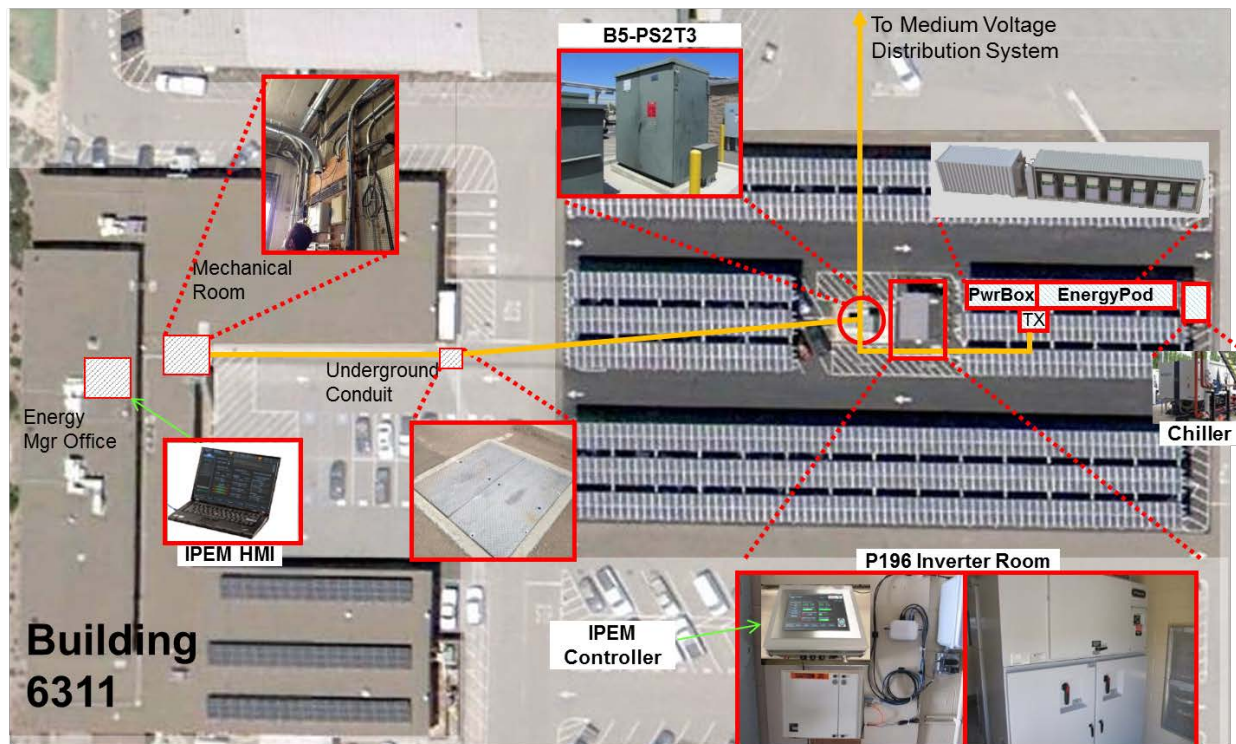 B5-PS2T3
To Medium Voltage
Distribution System
Mechanical
Room
PwrBox
EnergyPod
TX
Underground
Conduit
Energy
Mgr Office
Chiller
IPEM HMI
P196 Inverter Room
IPEM
Controller
Building
6311